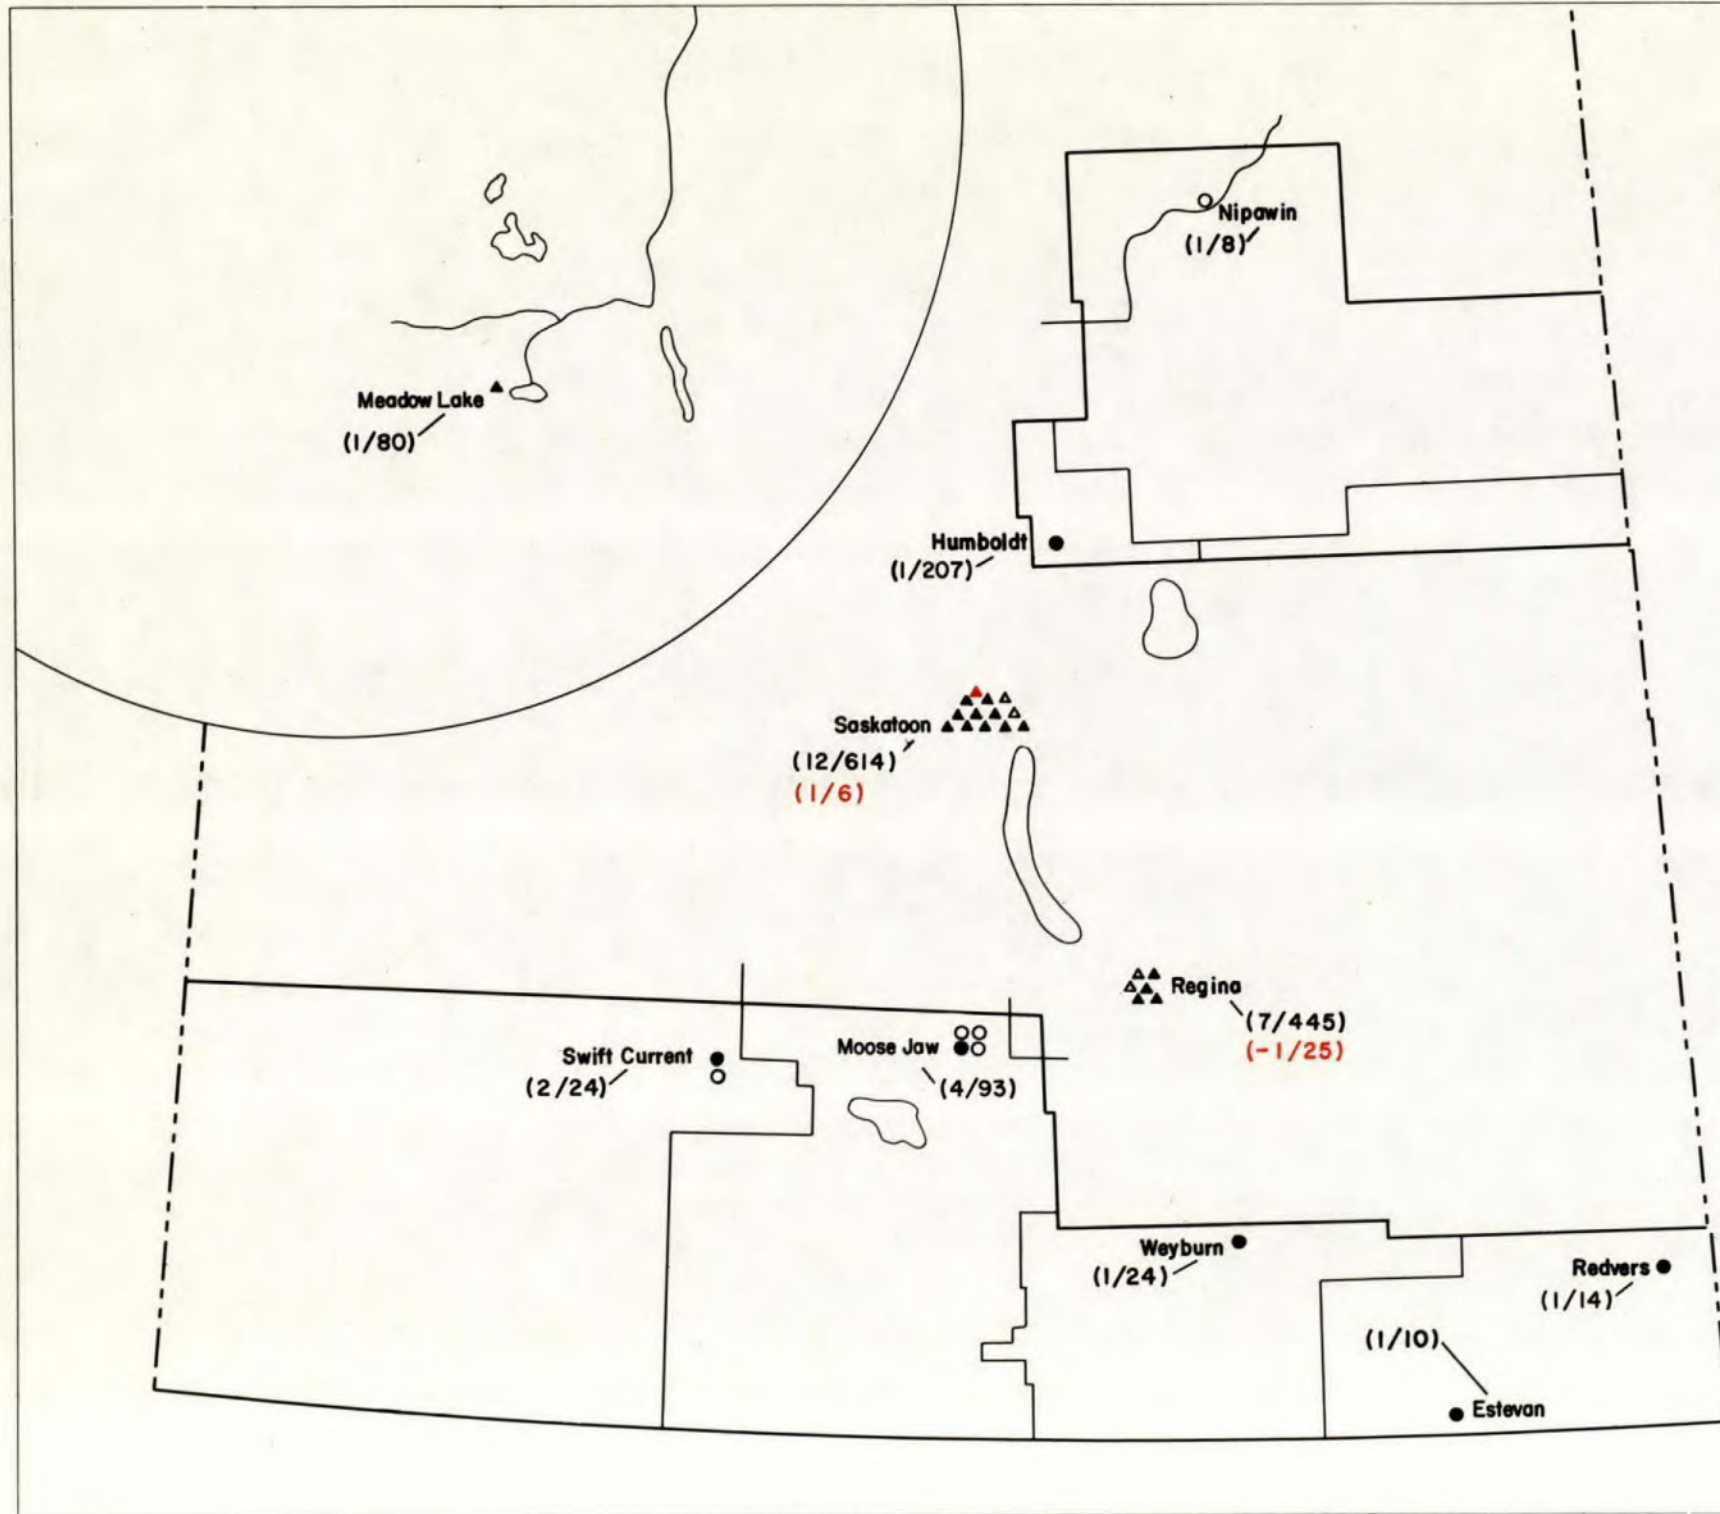 Nipawin
(1/8)
Meadow Lake
(1/80)
Humboldt
(1/207)
Saskatoon
(12/614)
(1/6)
Regina
(7/445)
(-1/25)
Swift Current
(2/24)
Moose Jaw
(4/93)
Weyburn
(1/24)
Redvers
(1/14)
(1/10)
Estevan